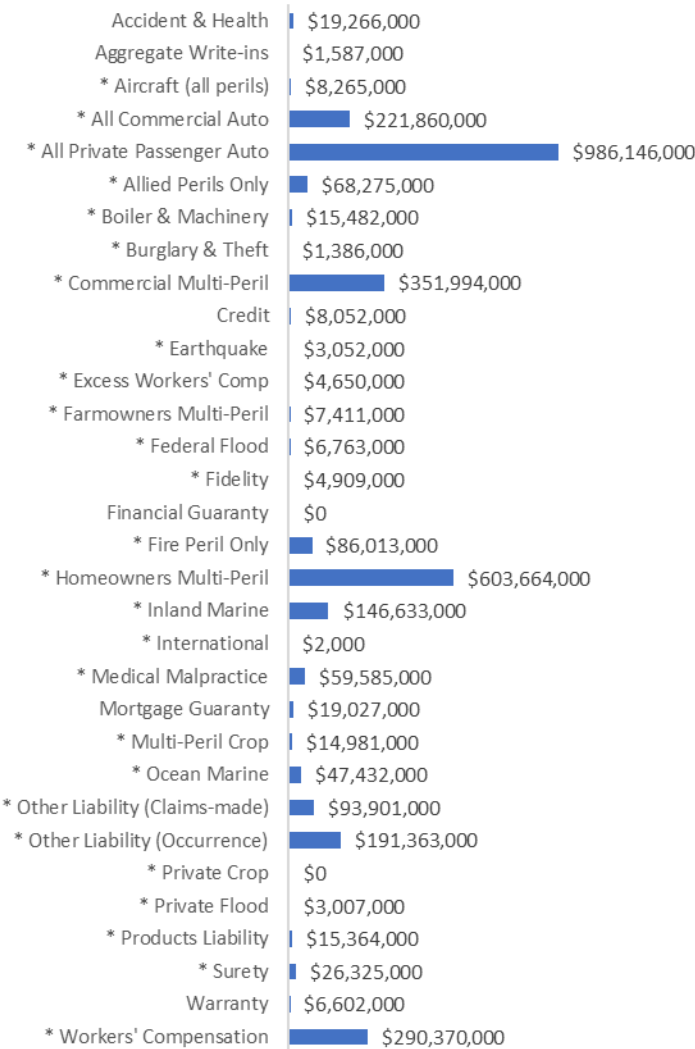 Accident & Health $19,266,000
Aggregate Write-ins $1,587,000
* Aircraft (all perils) $8,265,000
* All Commercial Auto $221,860,000
* All Private Passenger Auto $986,146,000
* Allied Perils Only $68,275,000
* Boiler & Machinery $15,482,000
* Burglary & Theft $1,386,000
* Commercial Multi-Peril $351,994,000
Credit $8,052,000
* Earthquake $3,052,000
* Excess Workers' Comp $4,650,000
* Farmowners Multi-Peril $7,411,000
* Federal Flood $6,763,000
* Fidelity $4,909,000
Financial Guaranty $0
* Fire Peril Only $86,013,000
* Homeowners Multi-Peril $603,664,000
* Inland Marine $146,633,000
* International $2,000
* Medical Malpractice $59,585,000
Mortgage Guaranty $19,027,000
* Multi-Peril Crop $14,981,000
* Ocean Marine $47,432,000
* Other Liability (Claims-made) $93,901,000
* Other Liability (Occurrence) $191,363,000
* Private Crop $0
* Private Flood $3,007,000
* Products Liability $15,364,000
* Surety $26,325,000
Warranty $6,602,000
* Workers' Compensation $290,370,000